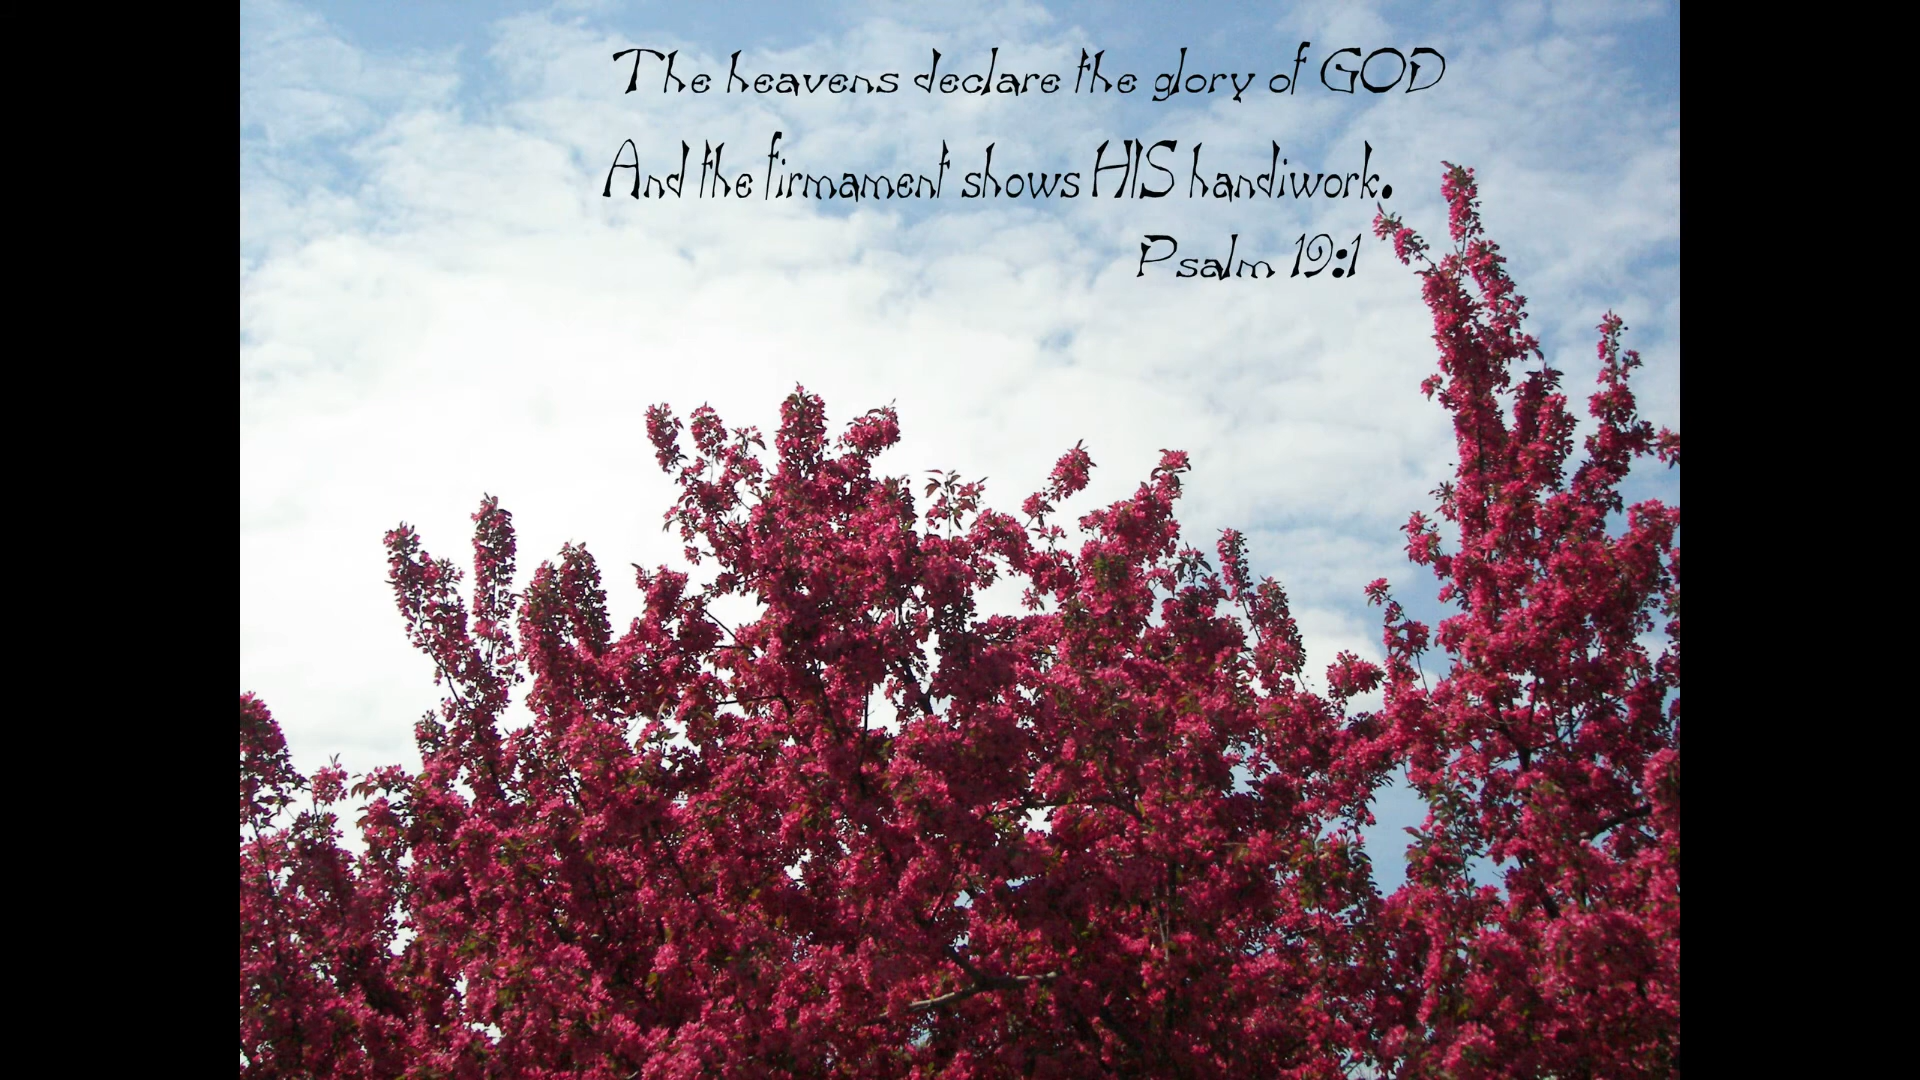 The heavens declare the glory of GOD
And the firmament shows HIS handiwork.
Psalm 19:1